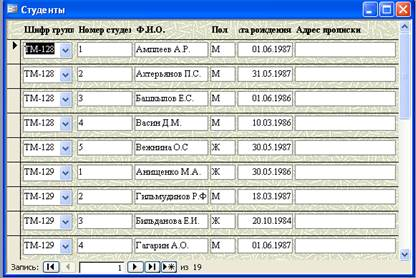 Студенты
Шифр групп Номер студен Ф.И.О. Пол та рождения Адрес прописки
ТМ-128 1 Амплеев А.Р. М 01.06.1987
ТМ-128 2 Ахтерьянов П.С. М 31.05.1987
ТМ-128 3 Башкылов Е.С. М 01.06.1986
ТМ-128 4 Васин Д.М. М 10.03.1986
ТМ-128 5 Вежнина О.С Ж 30.05.1987
ТМ-129 1 Анищенко М.А. Ж 30.05.1986
ТМ-129 2 Гильмудинов Р.Ф М 18.03.1987
ТМ-129 3 Бильданова Е.И. Ж 20.10.1984
ТМ-129 4 Гагарин А.О. М 01.06.1987
Запись: 1 из 19